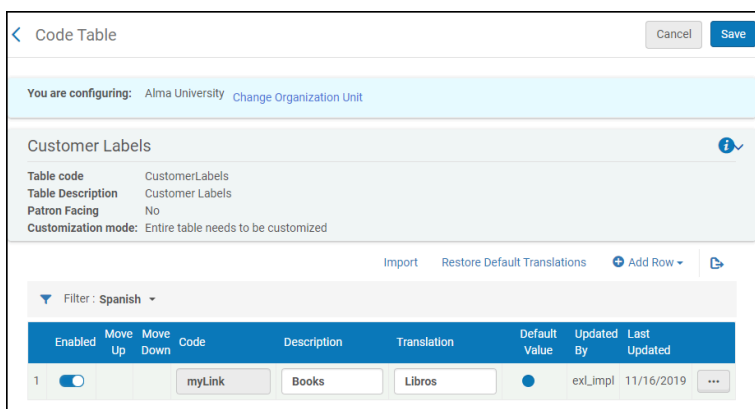 Code Table
Cancel
Save
You are configuring: Alma University Change Organization Unit
Customer Labels
Table code CustomerLabels
Table Description Customer Labels
Patron Facing No
Customization mode: Entire table needs to be customized
Import Restore Default Translations Add Row
Filter : Spanish
Enabled Move Up Move Down Code Description Translation Default Value Updated By Last Updated
1 myLink Books Libros exl_impl 11/16/2019 ...